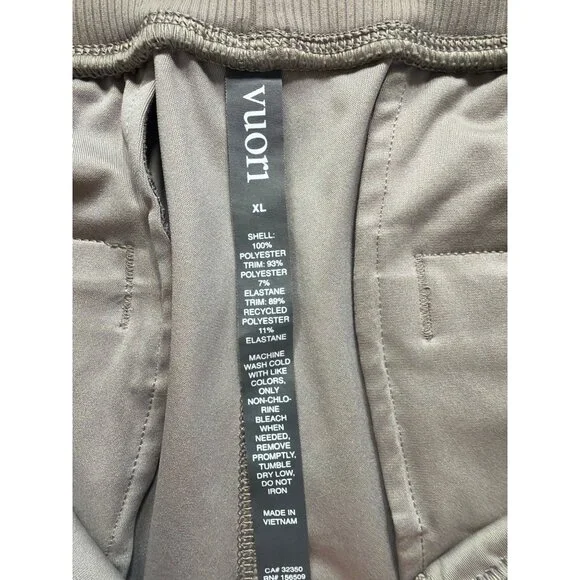 vuori
XL
SHELL:
100%
POLYESTER
TRIM: 93%
POLYESTER
7%
ELASTANE
TRIM: 89%
RECYCLED
POLYESTER
11%
ELASTANE
MACHINE
WASH COLD
WITH LIKE
COLORS,
ONLY
NON-CHLO-
RINE
BLEACH
WHEN
NEEDED,
REMOVE
PROMPTLY,
TUMBLE
DRY LOW,
DO NOT
IRON
MADE IN
VIETNAM
CA# 32350
RN# 156509